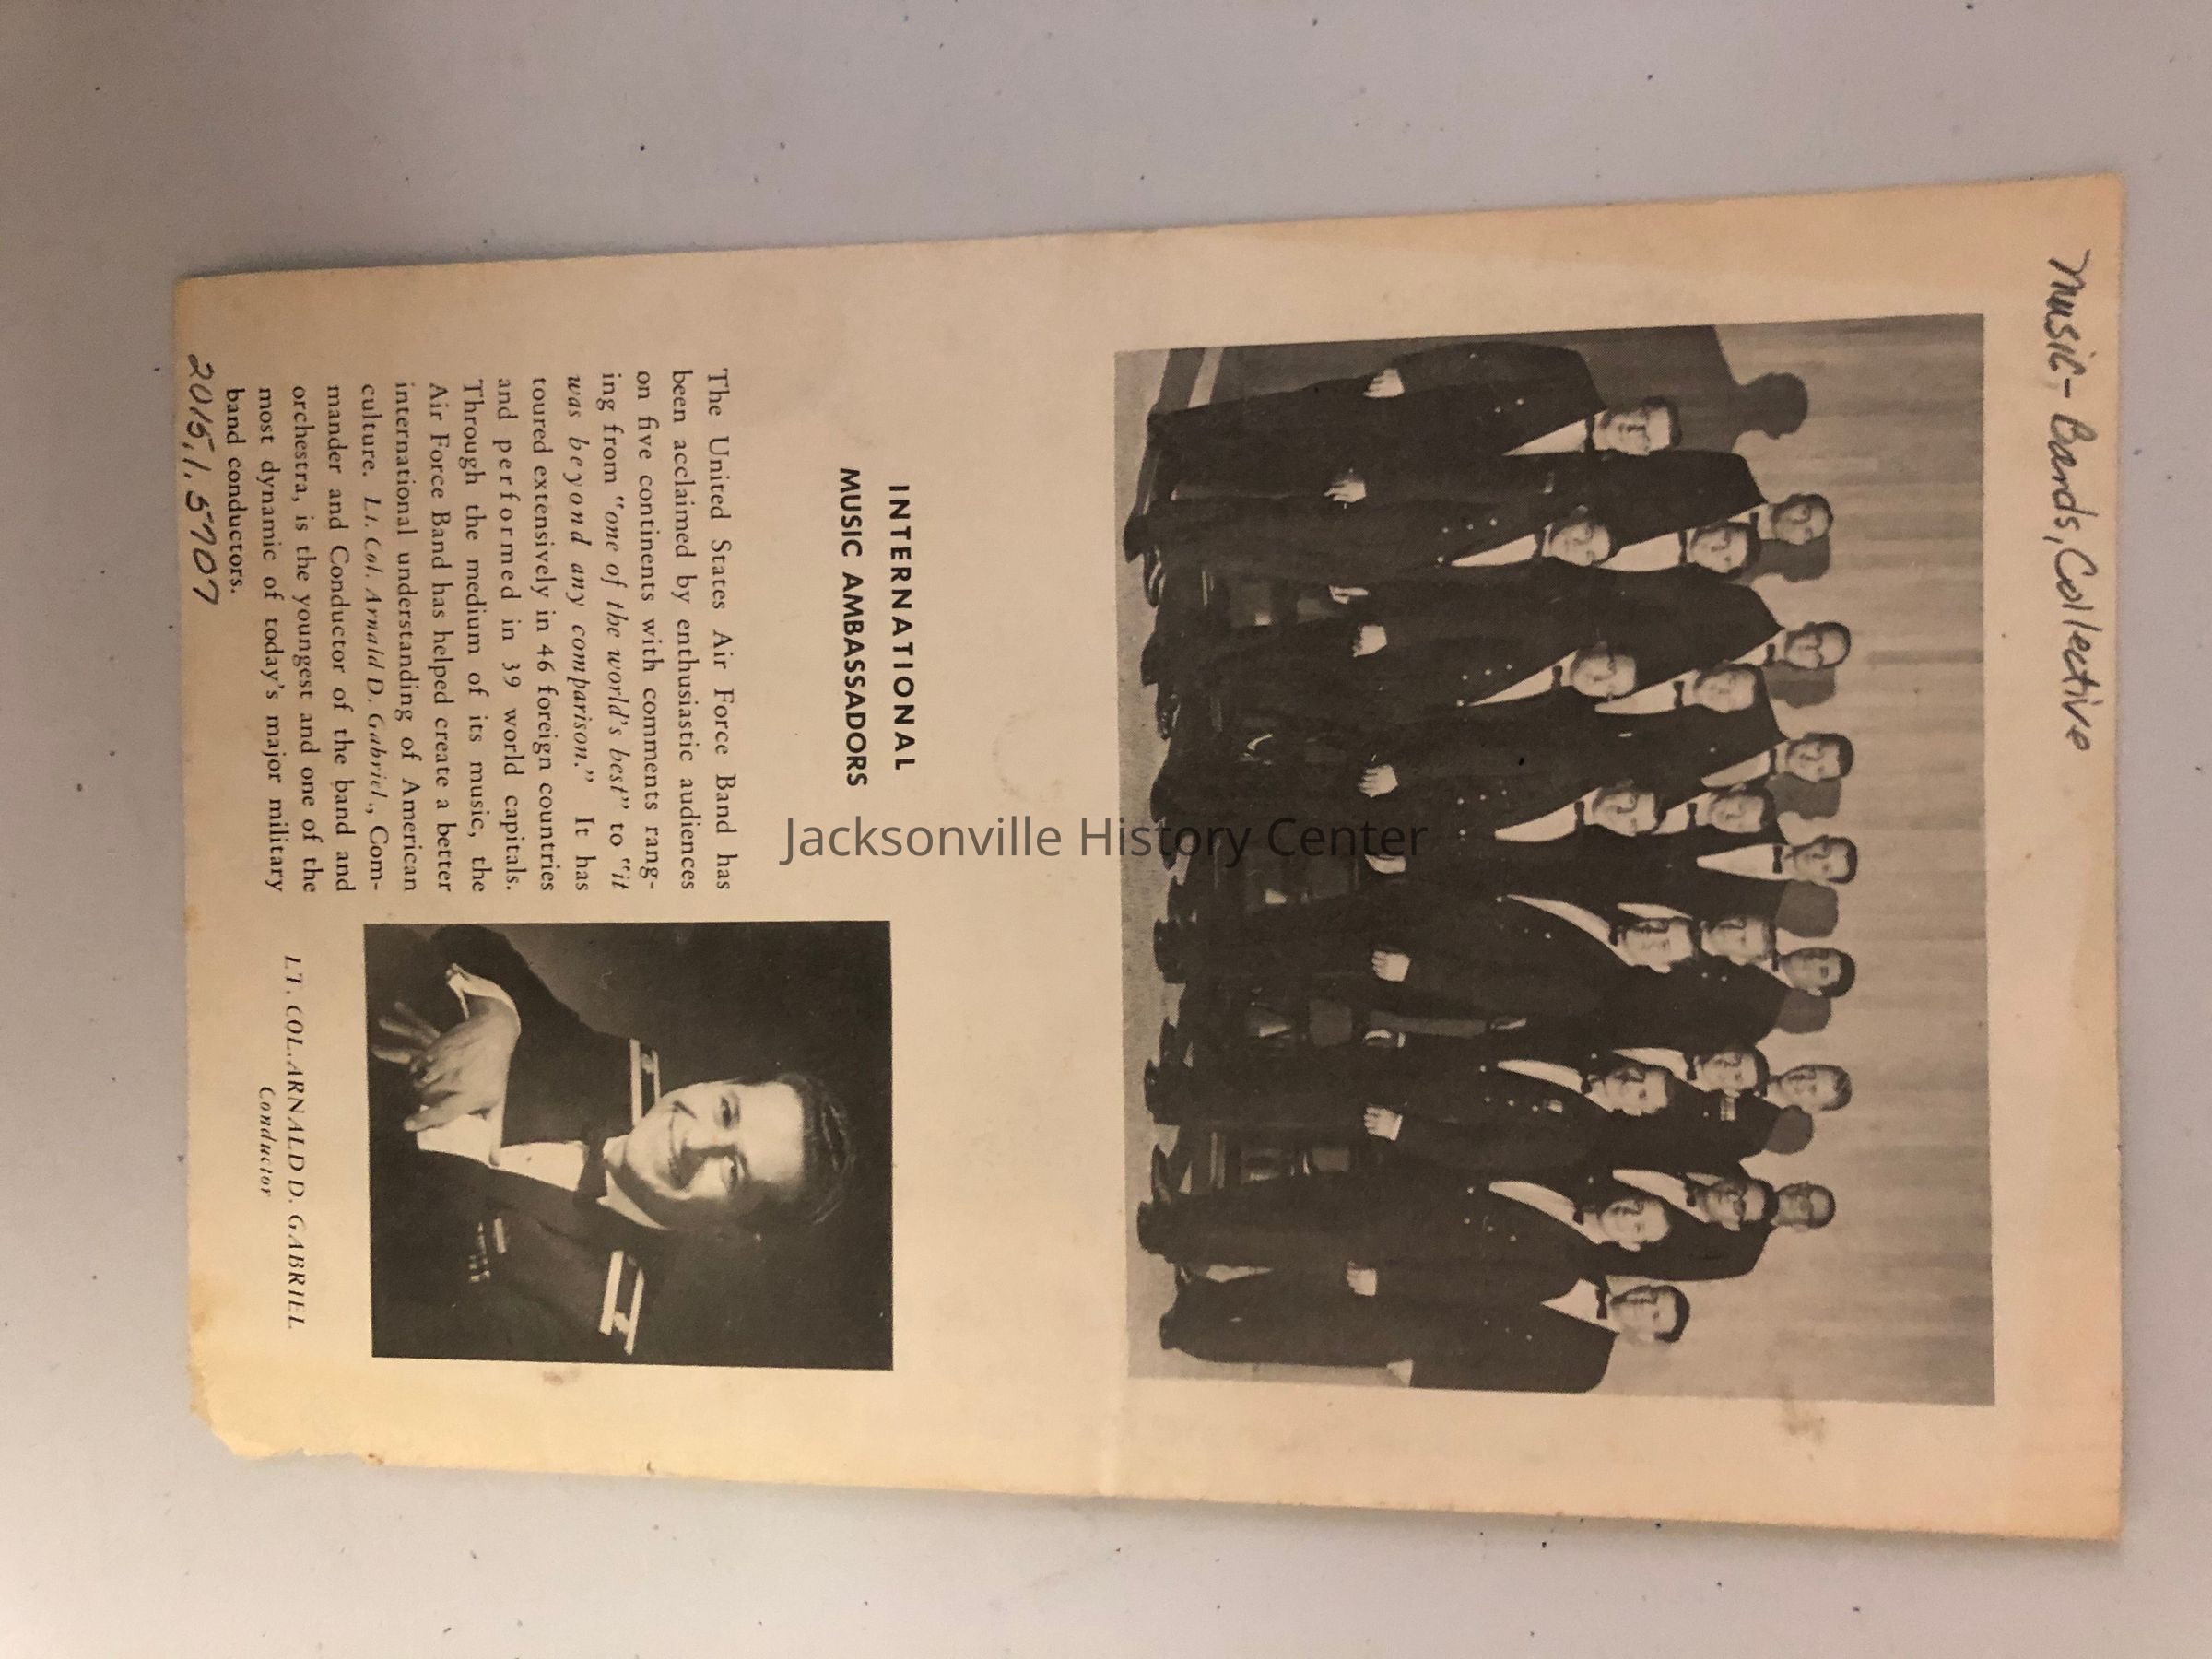 Music - Bands, Collective
INTERNATIONAL
MUSIC AMBASSADORS
The United States Air Force Band has
been acclaimed by enthusiastic audiences
on five continents with comments rang-
ing from "one of the world's best" to "it
was beyond any comparison." It has
toured extensively in 46 foreign countries
and performed in 39 world capitals.
Through the medium of its music, the
Air Force Band has helped create a better
international understanding of American
culture. Lt. Col. Arnald D. Gabriel, Com-
mander and Conductor of the band and
orchestra, is the youngest and one of the
most dynamic of today's major military
band conductors.
LT. COL. ARNALD D. GABRIEL
Conductor
2015.1.5707
Jacksonville History Center